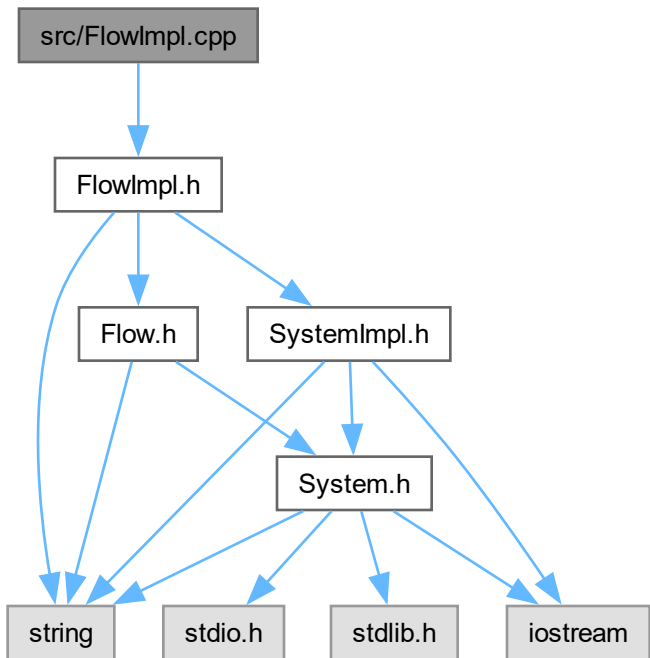 src/FlowImpl.cpp
FlowImpl.h
Flow.h
SystemImpl.h
System.h
string
stdio.h
stdlib.h
iostream